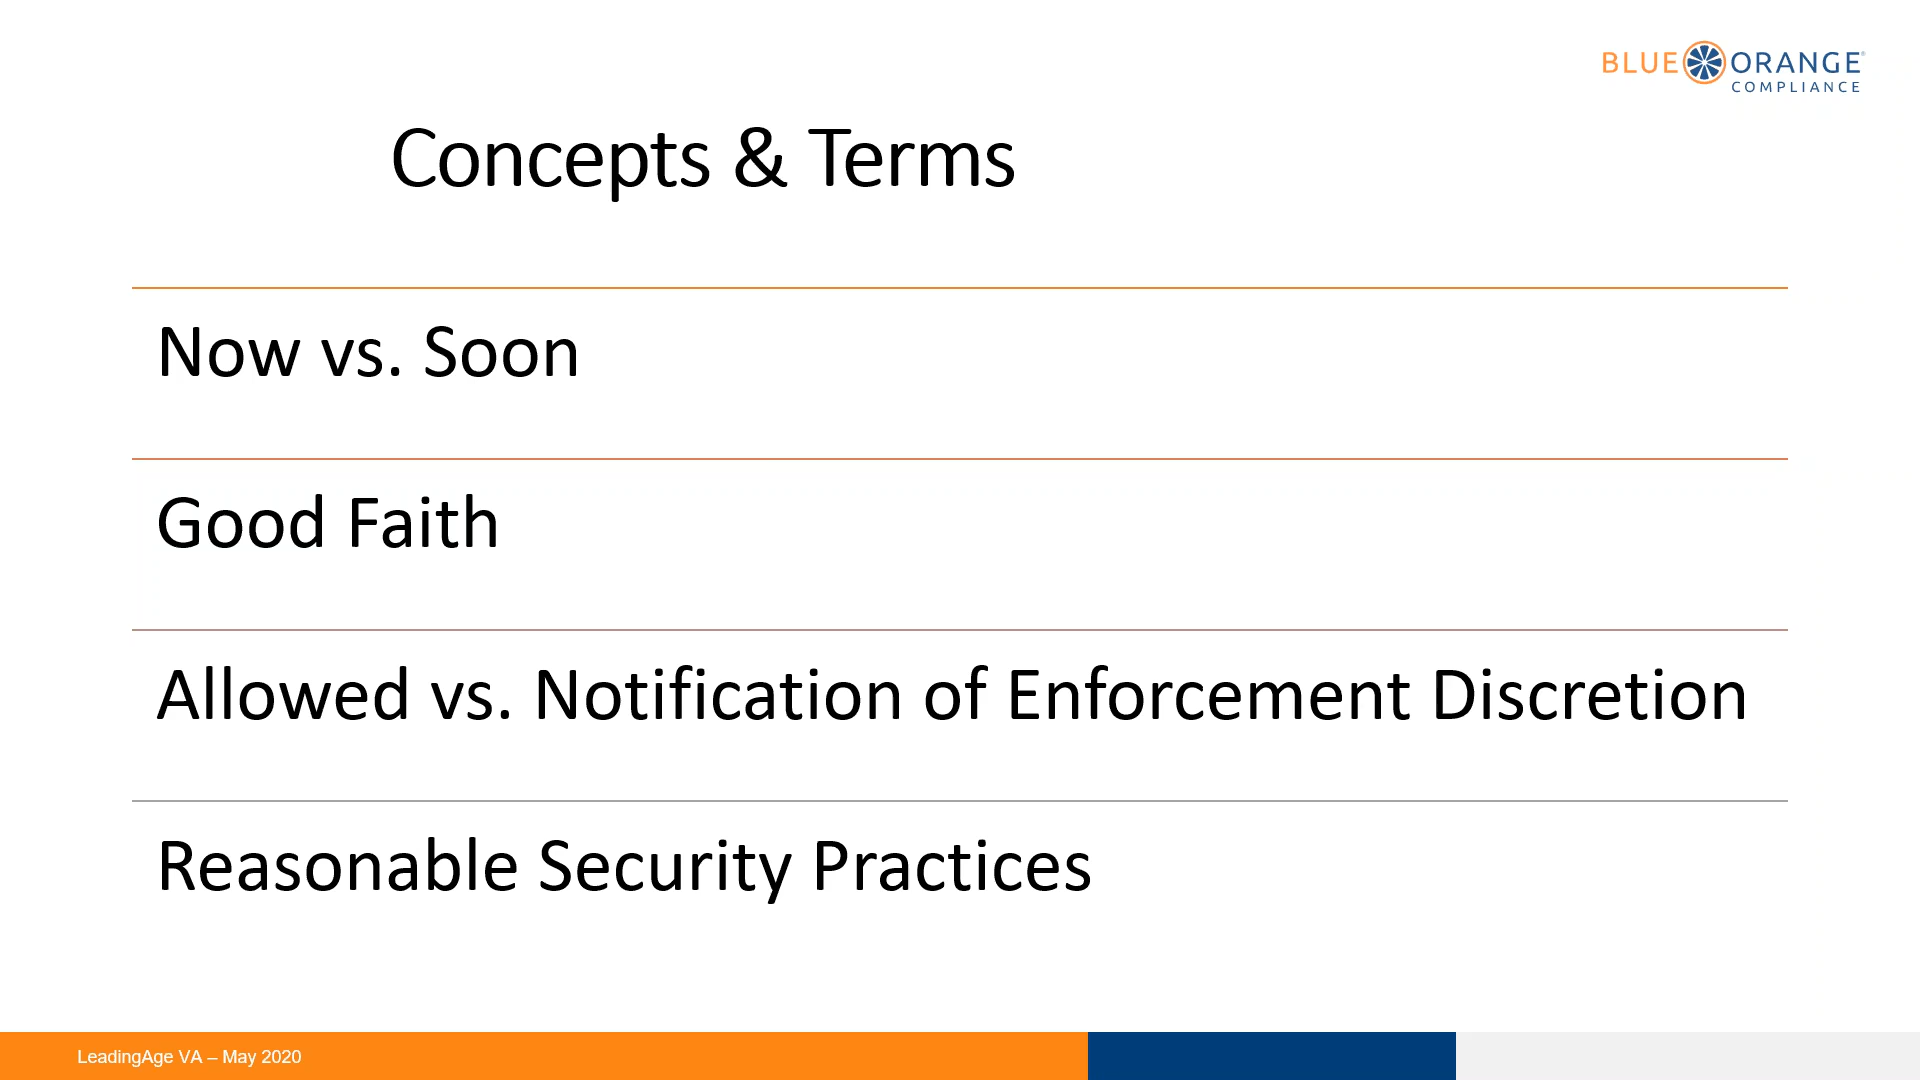 BLUE ORANGE®
COMPLIANCE
Concepts & Terms
Now vs. Soon
Good Faith
Allowed vs. Notification of Enforcement Discretion
Reasonable Security Practices
LeadingAge VA – May 2020